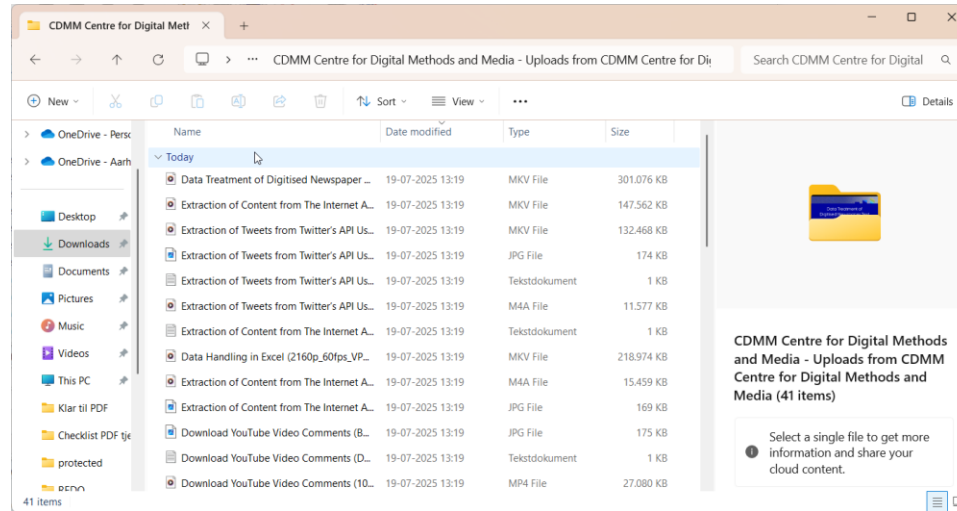 CDMM Centre for Digital Meth
CDMM Centre for Digital Methods and Media - Uploads from CDMM Centre for Dig
Search CDMM Centre for Digital
New
Sort
View
Details
OneDrive - Perso
OneDrive - Aarh
Desktop
Downloads
Documents
Pictures
Music
Videos
This PC
Klar til PDF
Checklist PDF tje
protected
REDO
Name Date modified Type Size
Today
Data Treatment of Digitised Newspaper ... 19-07-2025 13:19 MKV File 301.076 KB
Extraction of Content from The Internet A... 19-07-2025 13:19 MKV File 147.562 KB
Extraction of Tweets from Twitter's API Us... 19-07-2025 13:19 MKV File 132.468 KB
Extraction of Tweets from Twitter's API Us... 19-07-2025 13:19 JPG File 174 KB
Extraction of Tweets from Twitter's API Us... 19-07-2025 13:19 Tekstdokument 1 KB
Extraction of Tweets from Twitter's API Us... 19-07-2025 13:19 M4A File 11.577 KB
Extraction of Content from The Internet A... 19-07-2025 13:19 Tekstdokument 1 KB
Data Handling in Excel (2160p_60fps_VP... 19-07-2025 13:19 MKV File 218.974 KB
Extraction of Content from The Internet A... 19-07-2025 13:19 M4A File 15.459 KB
Extraction of Content from The Internet A... 19-07-2025 13:19 JPG File 169 KB
Download YouTube Video Comments (B... 19-07-2025 13:19 JPG File 175 KB
Download YouTube Video Comments (D... 19-07-2025 13:19 Tekstdokument 1 KB
Download YouTube Video Comments (10... 19-07-2025 13:19 MP4 File 27.080 KB
Data Treatment of
CDMM Centre for Digital Methods
and Media - Uploads from CDMM
Centre for Digital Methods and
Media (41 items)
Select a single file to get more
information and share your
cloud content.
41 items